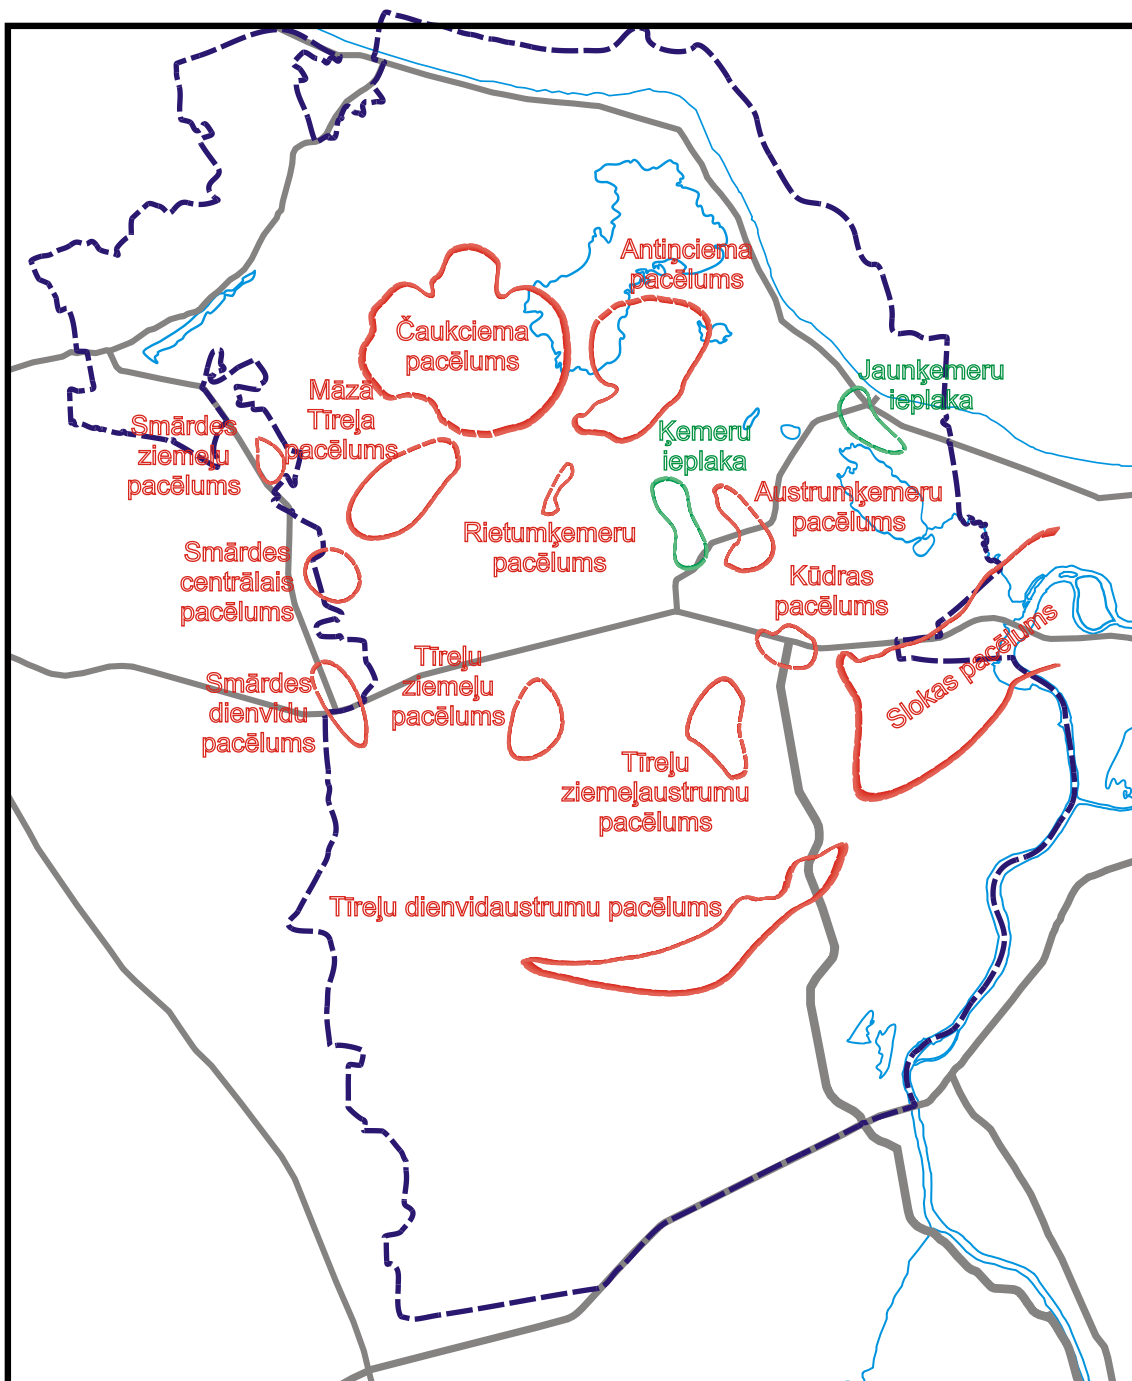 Antiņciema
pacēlums
Čaukciema
pacēlums
Jaunķemeru
ieplaka
Māzā
Tīreļa
pacēlums
Smārdes
ziemeļu
pacēlums
Ķemeru
ieplaka
Austrumķemeru
pacēlums
Rietumķemeru
pacēlums
Smārdes
centrālais
pacēlums
Kūdras
pacēlums
Slokas pacēlums
Tīreļu
ziemeļu
pacēlums
Smārdes
dienvidu
pacēlums
Tīreļu
ziemeļaustrumu
pacēlums
Tīreļu dienvidaustrumu pacēlums